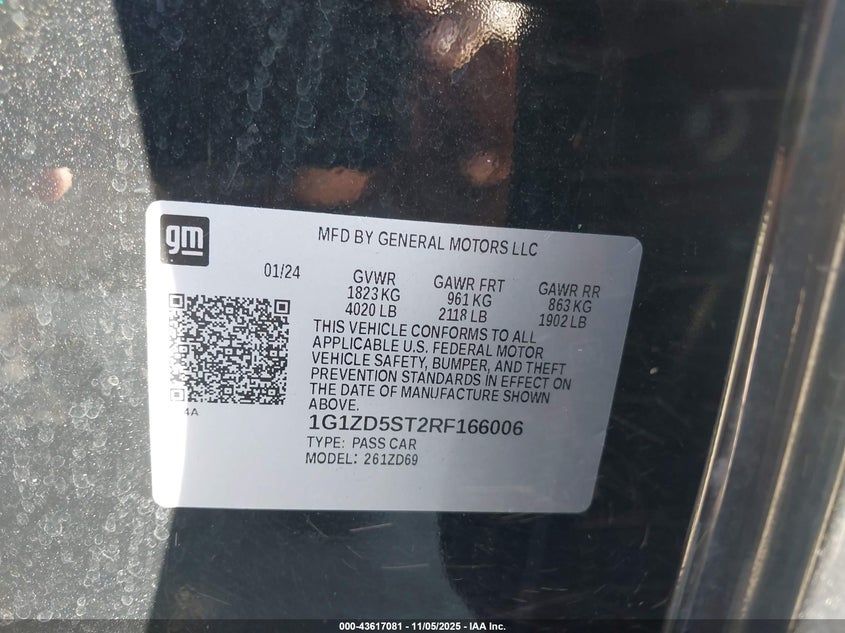 gm
MFD BY GENERAL MOTORS LLC
01/24
GVWR
1823 KG
4020 LB
GAWR FRT
961 KG
2118 LB
GAWR RR
863 KG
1902 LB
THIS VEHICLE CONFORMS TO ALL
APPLICABLE U.S. FEDERAL MOTOR
VEHICLE SAFETY, BUMPER, AND THEFT
PREVENTION STANDARDS IN EFFECT ON
THE DATE OF MANUFACTURE SHOWN
ABOVE.
4A
1G1ZD5ST2RF166006
TYPE: PASS CAR
MODEL: 261ZD69
000-43617081 - 11/05/2025 - IAA Inc.